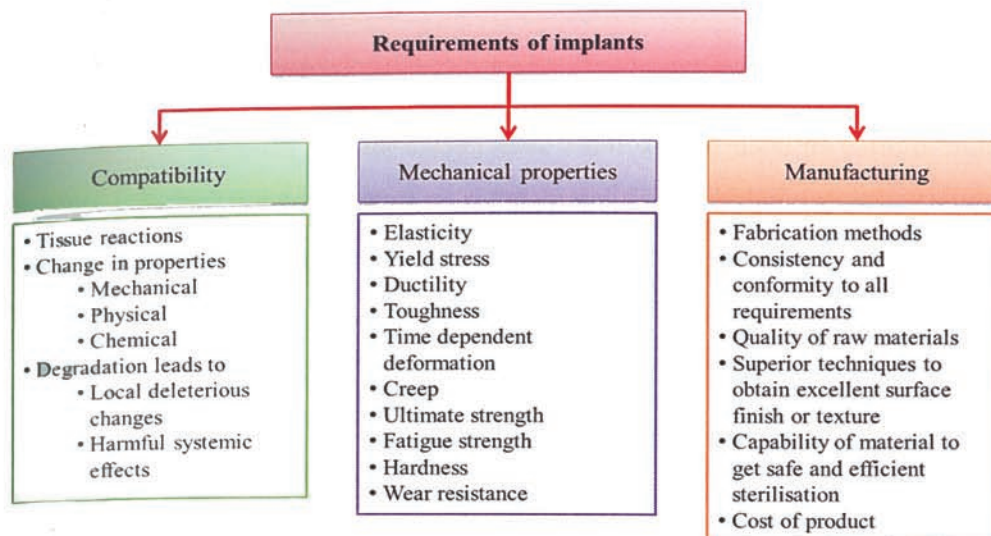 Requirements of implants
Compatibility
• Tissue reactions
• Change in properties
• Mechanical
• Physical
• Chemical
• Degradation leads to
• Local deleterious
changes
• Harmful systemic
effects
Mechanical properties
• Elasticity
• Yield stress
• Ductility
• Toughness
• Time dependent
deformation
• Creep
• Ultimate strength
• Fatigue strength
• Hardness
• Wear resistance
Manufacturing
• Fabrication methods
• Consistency and
conformity to all
requirements
• Quality of raw materials
• Superior techniques to
obtain excellent surface
finish or texture
• Capability of material to
get safe and efficient
sterilisation
• Cost of product